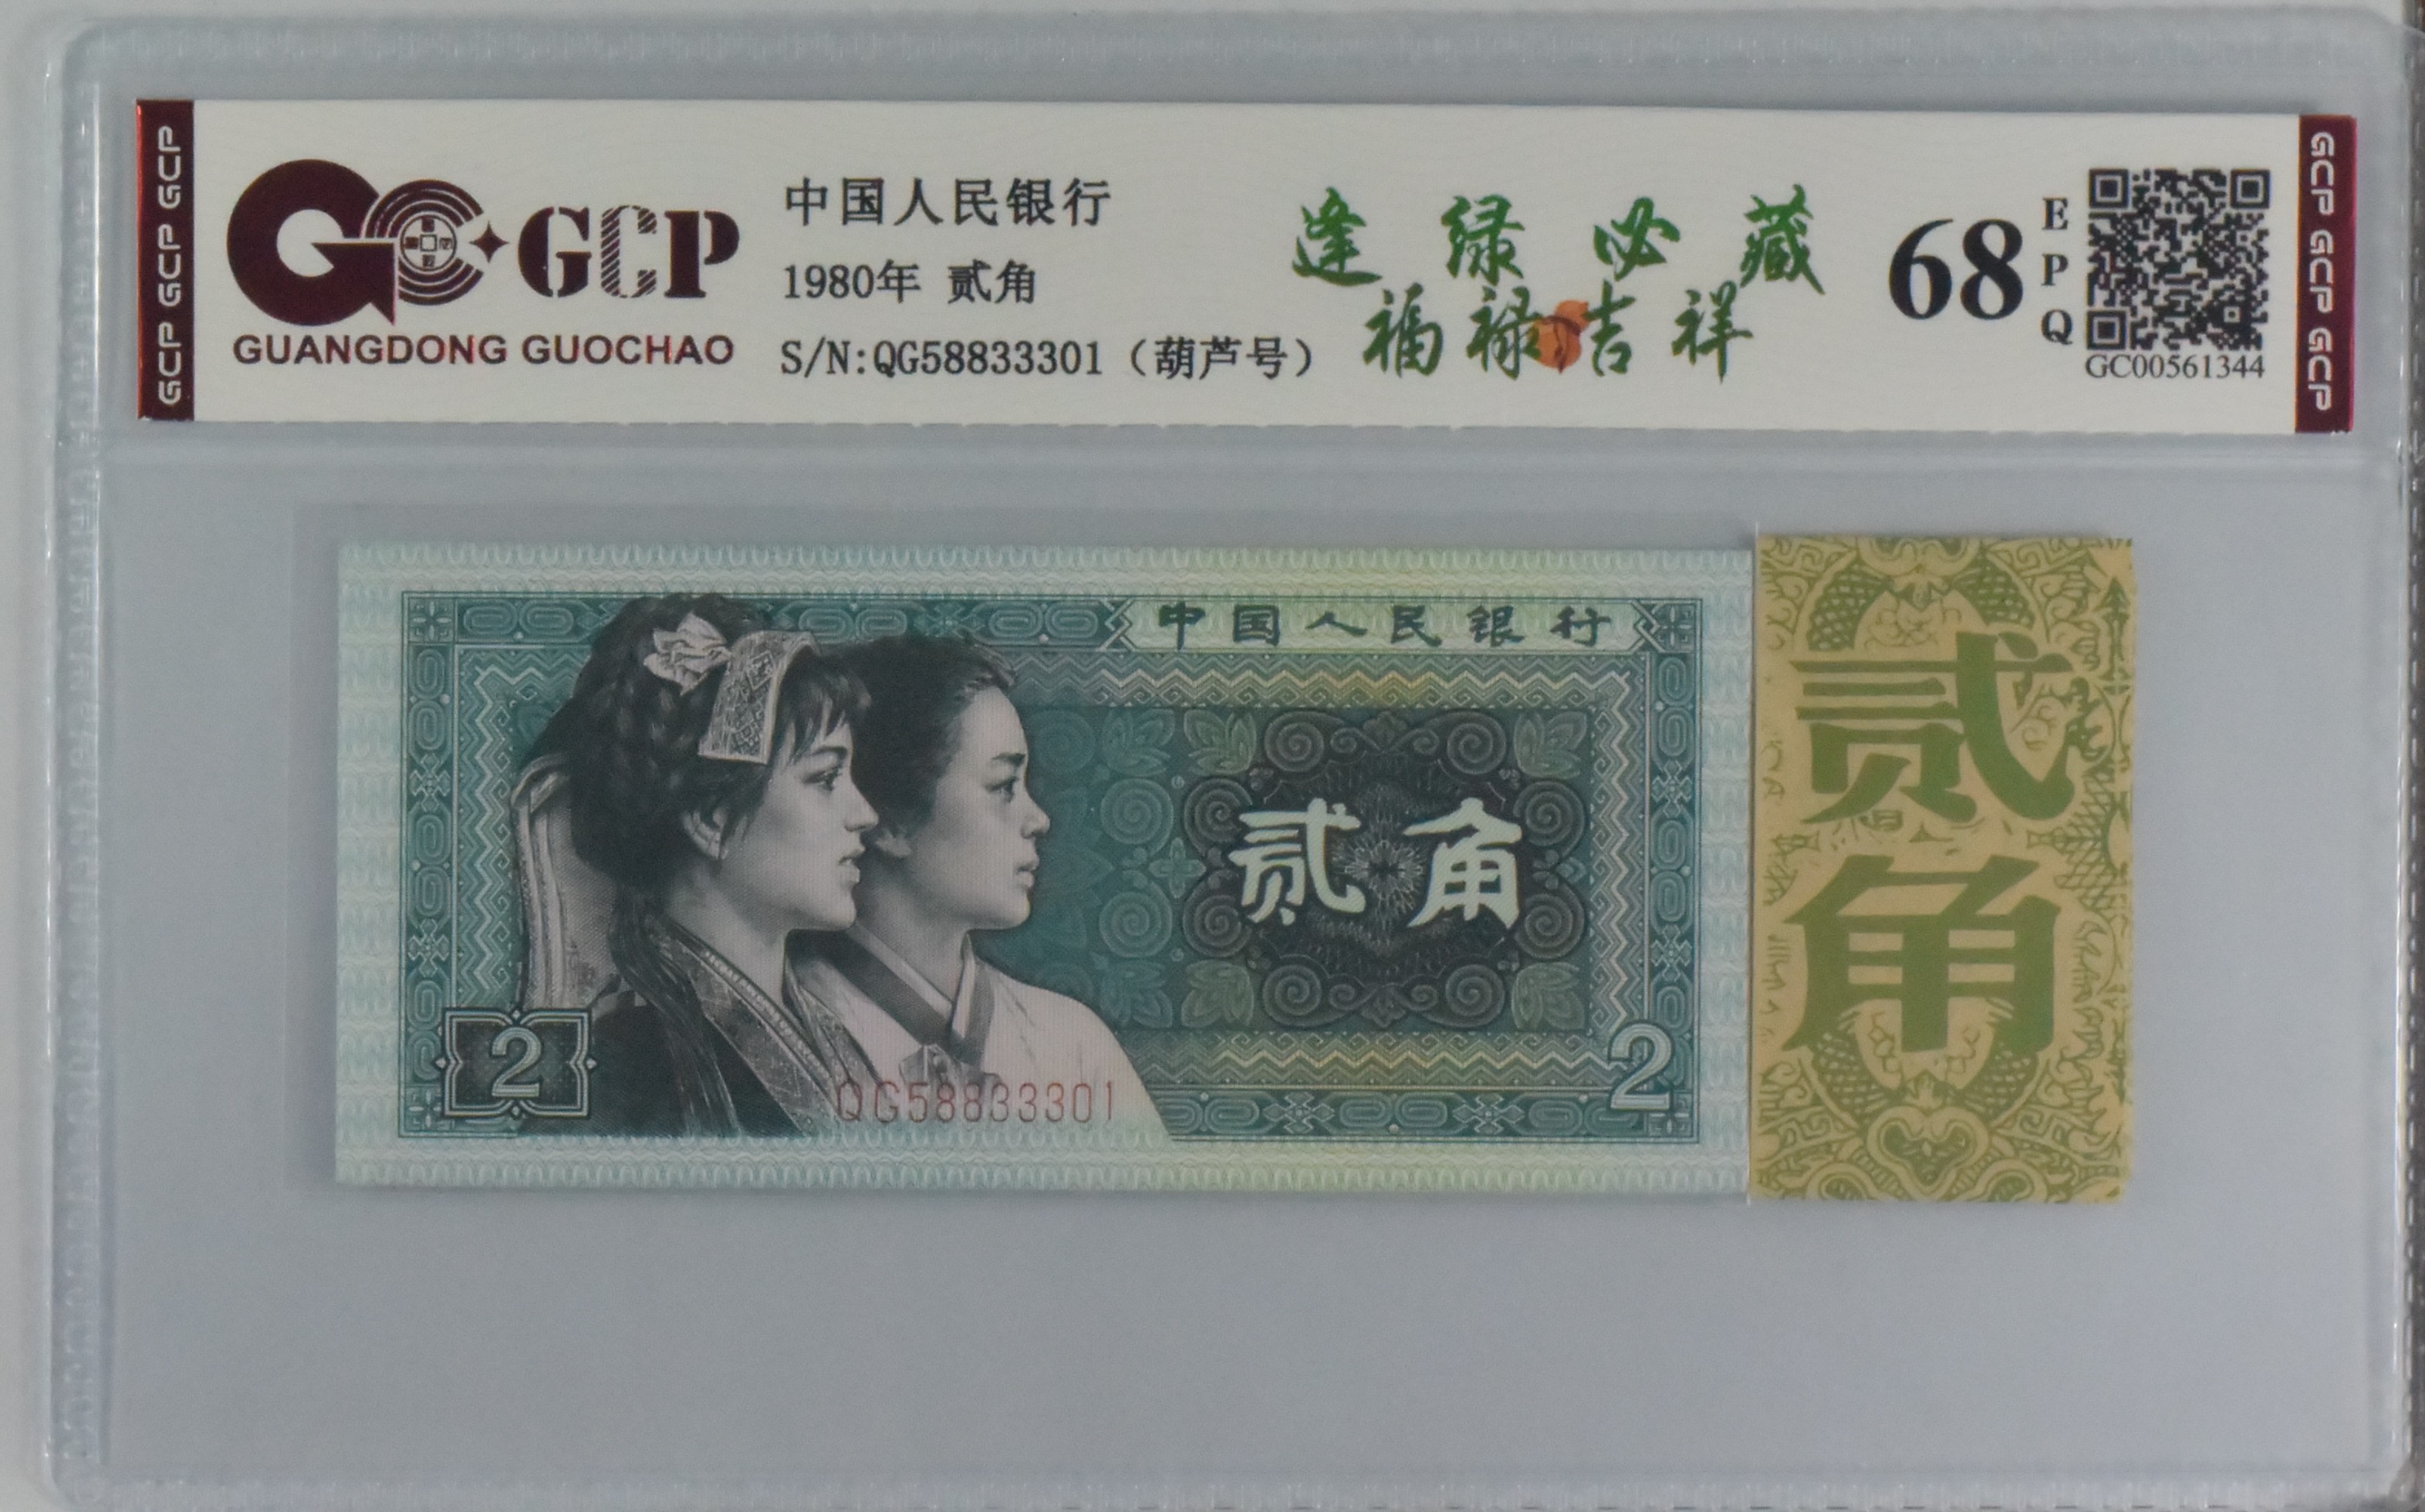 GCP GCP GCP
GCP
GUANGDONG GUOCHAO
中国人民银行
1980年 贰角
S/N:QG58833301（葫芦号）
逢绿必藏
福禄吉祥
68
EPQ
GC00561344
GCP GCP GCP
中国人民银行
贰角
2
QG58833301
2
贰角